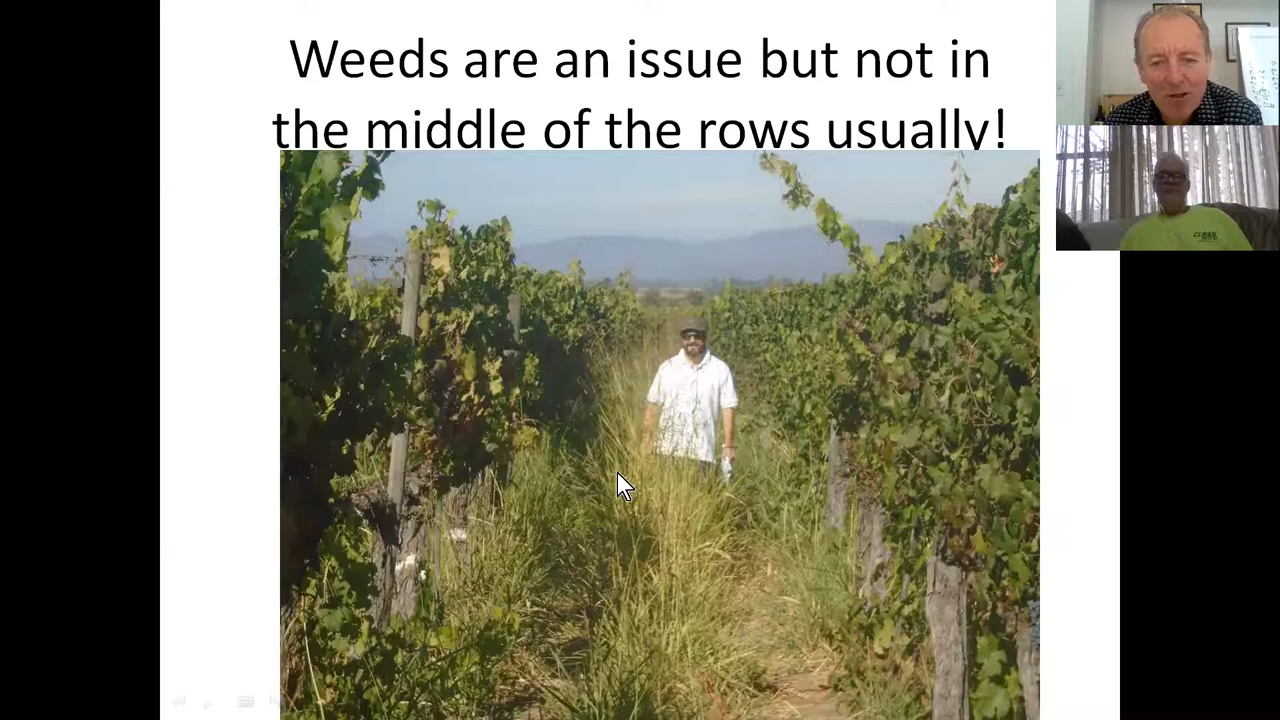 Weeds are an issue but not in
the middle of the rows usually!